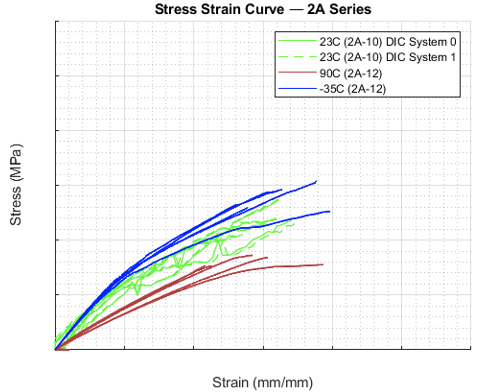 Stress Strain Curve — 2A Series
23C (2A-10) DIC System 0
23C (2A-10) DIC System 1
90C (2A-12)
-35C (2A-12)
Stress (MPa)
Strain (mm/mm)